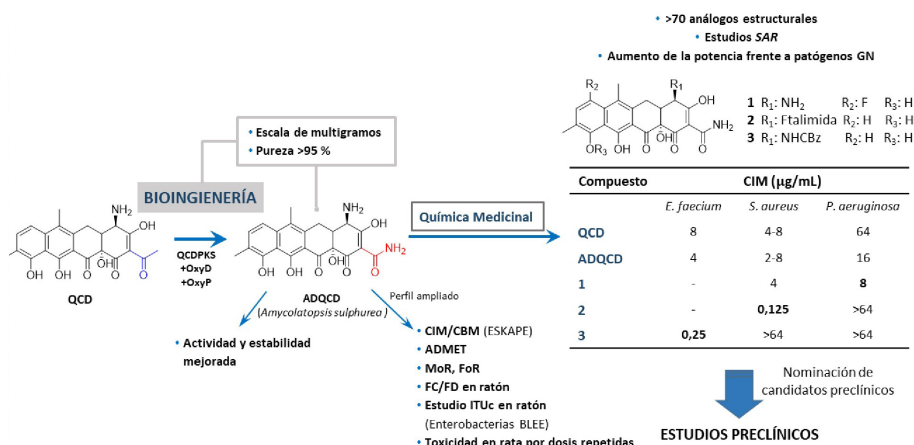 • >70 análogos estructurales
• Estudios SAR
• Aumento de la potencia frente a patógenos GN
• Escala de multigramos
• Pureza >95 %
R₂
R₁
OH
NH₂
OR₃
OH
O
OH
O
O
1 R₁: NH₂ R₂: F R₃: H
2 R₁: Ftalimida R₂: H R₃: H
3 R₁: NHCBz R₂: H R₃: H
BIOINGIENERÍA
NH₂
OH
OH
OH
O
OH
O
O
QCD
QCDPKS
+OxyD
+OxyP
NH₂
OH
NH₂
OH
OH
O
OH
O
O
ADQCD
(Amycolatopsis sulphurea)
Química Medicinal
Perfil ampliado
• Actividad y estabilidad
mejorada
• CIM/CBM (ESKAPE)
• ADMET
• MoR, FoR
• FC/FD en ratón
• Estudio ITUc en ratón
(Enterobacterias BLEE)
• Toxicidad en rata por dosis repetidas
Compuesto CIM (µg/mL)
E. faecium S. aureus P. aeruginosa
QCD 8 4-8 64
ADQCD 4 2-8 16
1 - 4 8
2 - 0,125 >64
3 0,25 >64 >64
Nominación de
candidatos preclínicos
ESTUDIOS PRECLÍNICOS